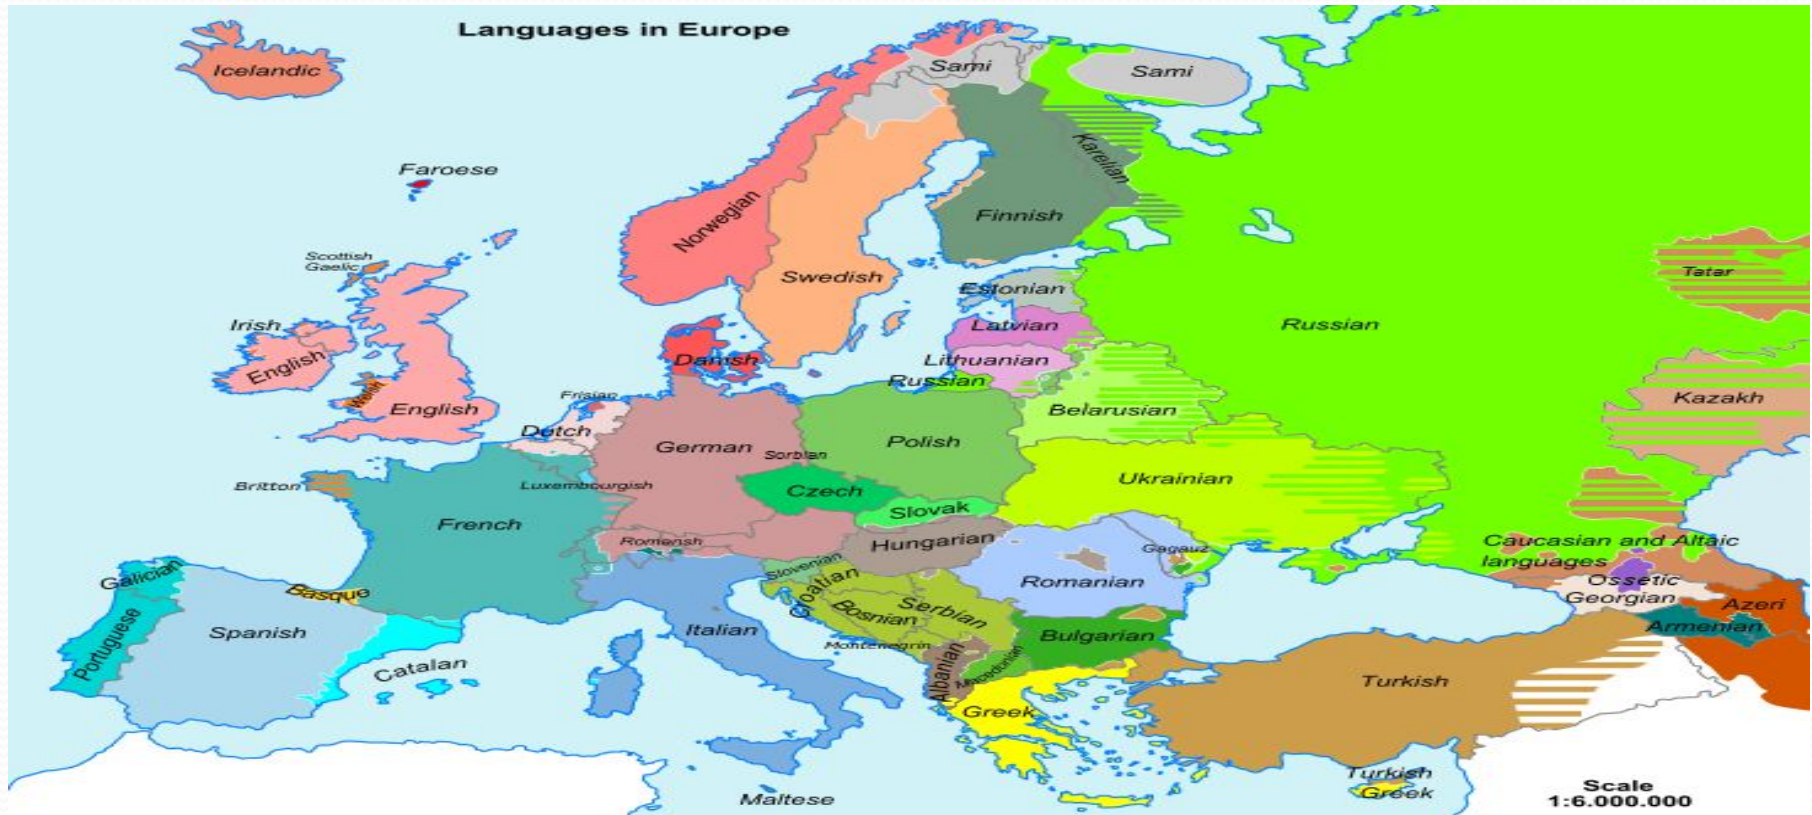 Languages in Europe
Icelandic
Sami
Sami
Faroese
Karelian
Norwegian
Finnish
Scottish
Gaelic
Swedish
Tatar
Estonian
Irish
Latvian
Russian
English
Danish
Lithuanian
Russian
Welsh
Frisian
English
Belarusian
Kazakh
Dutch
German
Polish
Sorbian
Ukrainian
Britton
Luxembourgish
Czech
Slovak
French
Romansh
Hungarian
Gagauz
Caucasian and Altaic
languages
Galician
Slovenian
Basque
Croatian
Romanian
Ossetic
Georgian
Azeri
Portuguese
Spanish
Italian
Bosnian
Serbian
Bulgarian
Armenian
Montenegrin
Catalan
Albanian
Macedonian
Turkish
Greek
Turkish
Greek
Maltese
Scale
1:6.000.000